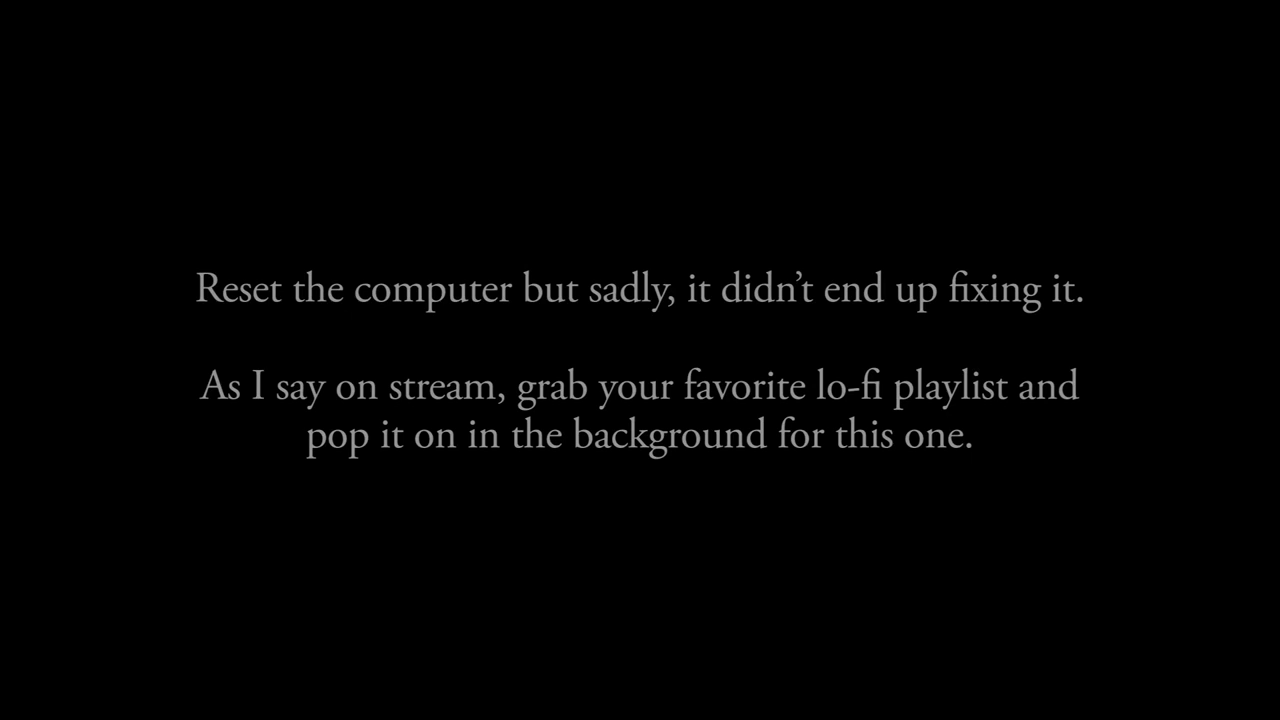 Reset the computer but sadly, it didn’t end up fixing it.
As I say on stream, grab your favorite lo-fi playlist and
pop it on in the background for this one.